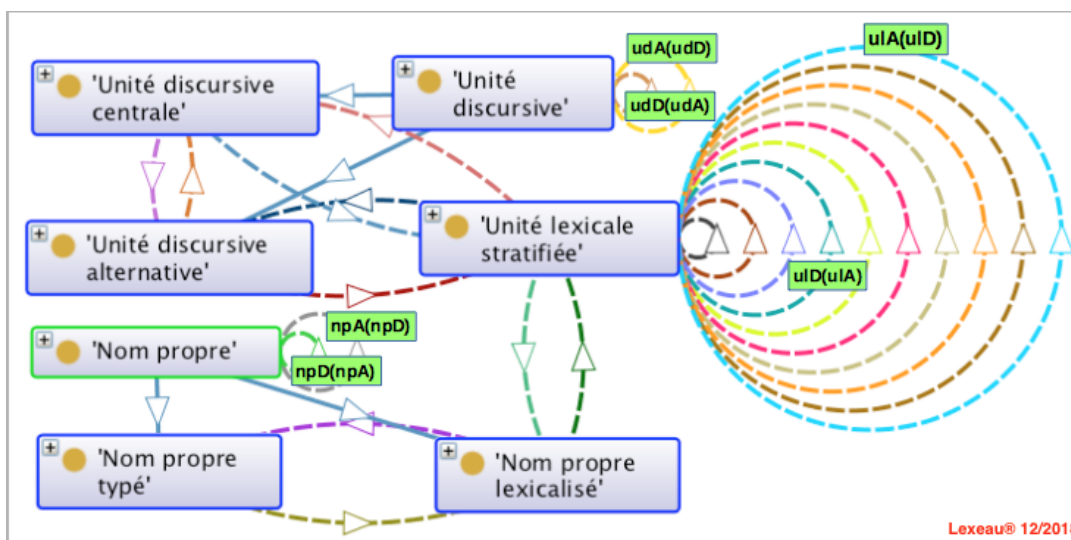 'Unité discursive
centrale'
'Unité
discursive'
udA(udD)
udD(udA)
ulA(ulD)
'Unité discursive
alternative'
'Unité lexicale
stratifiée'
ulD(ulA)
'Nom propre'
npA(npD)
npD(npA)
'Nom propre
typé'
'Nom propre
lexicalisé'
Lexeau® 12/2018